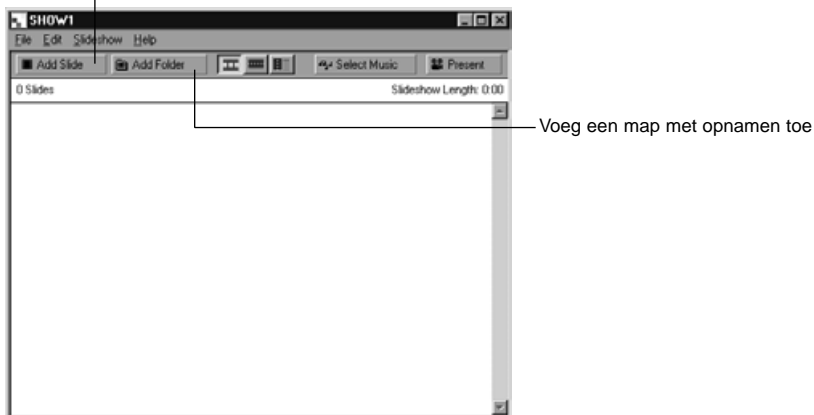 SHOW1
File Edit Slideshow Help
Add Slide Add Folder Select Music Present
0 Slides Slideshow Length: 0:00
Voeg een map met opnamen toe